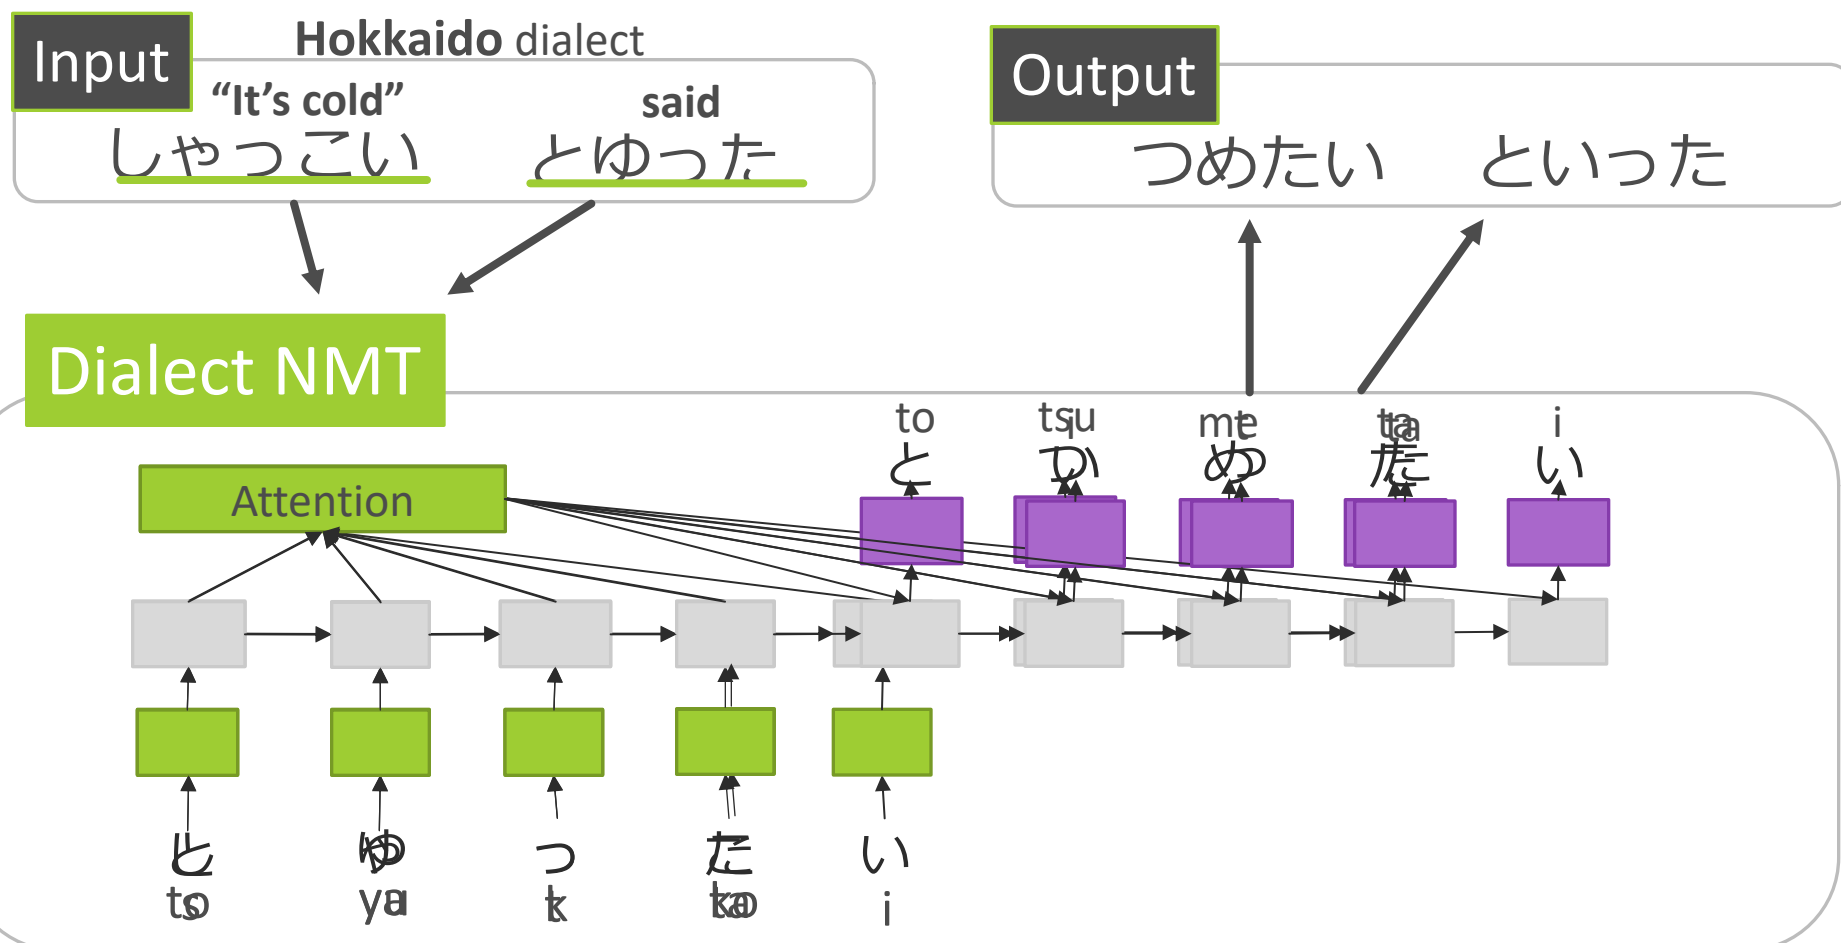 Input
Hokkaido dialect
“It’s cold”
said
しゃっこい
とゆった
Output
つめたい
といった
Dialect NMT
to
i
と
い
Attention
っ
い
i